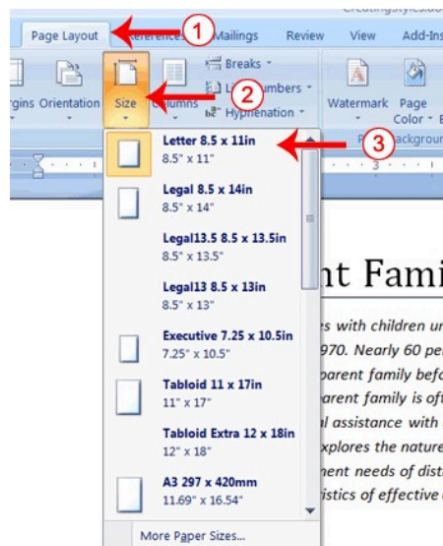 Page Layout
1
Mailings
Review
View
Add-Ins
Breaks
Orientation
Size
2
Hyphenation
Watermark
Page
Color
Letter 8.5 x 11in
3
8.5" x 11"
Legal 8.5 x 14in
8.5" x 14"
3
Legal13.5 8.5 x 13.5in
8.5" x 13.5"
Legal13 8.5 x 13in
8.5" x 13"
Executive 7.25 x 10.5in
7.25" x 10.5"
Tabloid 11 x 17in
11" x 17"
Tabloid Extra 12 x 18in
12" x 18"
A3 297 x 420mm
11.69" x 16.54"
More Paper Sizes...
nt Fami
s with children un
970. Nearly 60 pe
parent family befo
arent family is oft
l assistance with
xplores the nature
ment needs of dist
istics of effective